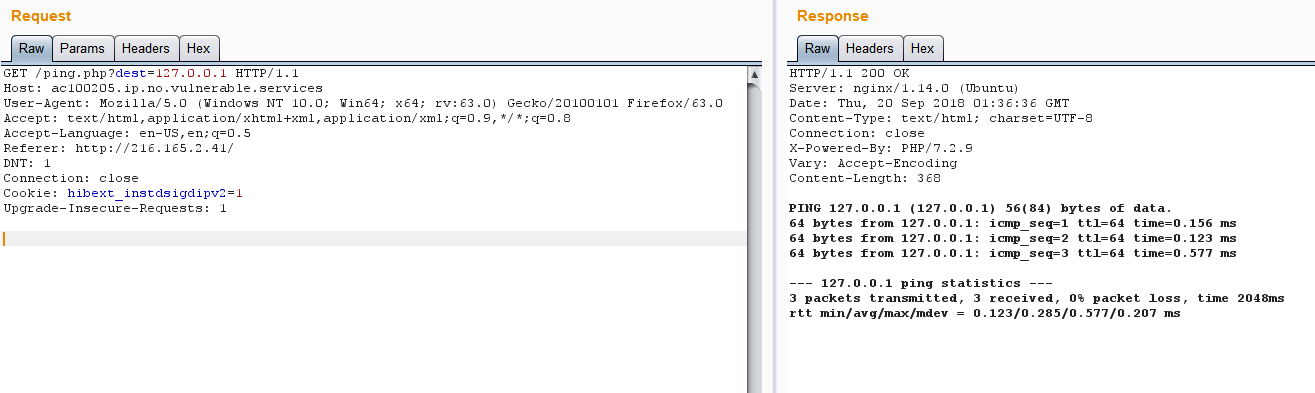 Request
Raw Params Headers Hex
GET /ping.php?dest=127.0.0.1 HTTP/1.1
Host: ac100205.ip.no.vulnerable.services
User-Agent: Mozilla/5.0 (Windows NT 10.0; Win64; x64; rv:63.0) Gecko/20100101 Firefox/63.0
Accept: text/html,application/xhtml+xml,application/xml;q=0.9,*/*;q=0.8
Accept-Language: en-US,en;q=0.5
Referer: http://216.165.2.41/
DNT: 1
Connection: close
Cookie: hibext_instdsigdipv2=1
Upgrade-Insecure-Requests: 1
Response
Raw Headers Hex
HTTP/1.1 200 OK
Server: nginx/1.14.0 (Ubuntu)
Date: Thu, 20 Sep 2018 01:36:36 GMT
Content-Type: text/html; charset=UTF-8
Connection: close
X-Powered-By: PHP/7.2.9
Vary: Accept-Encoding
Content-Length: 368
PING 127.0.0.1 (127.0.0.1) 56(84) bytes of data.
64 bytes from 127.0.0.1: icmp_seq=1 ttl=64 time=0.156 ms
64 bytes from 127.0.0.1: icmp_seq=2 ttl=64 time=0.123 ms
64 bytes from 127.0.0.1: icmp_seq=3 ttl=64 time=0.577 ms
--- 127.0.0.1 ping statistics ---
3 packets transmitted, 3 received, 0% packet loss, time 2048ms
rtt min/avg/max/mdev = 0.123/0.285/0.577/0.207 ms